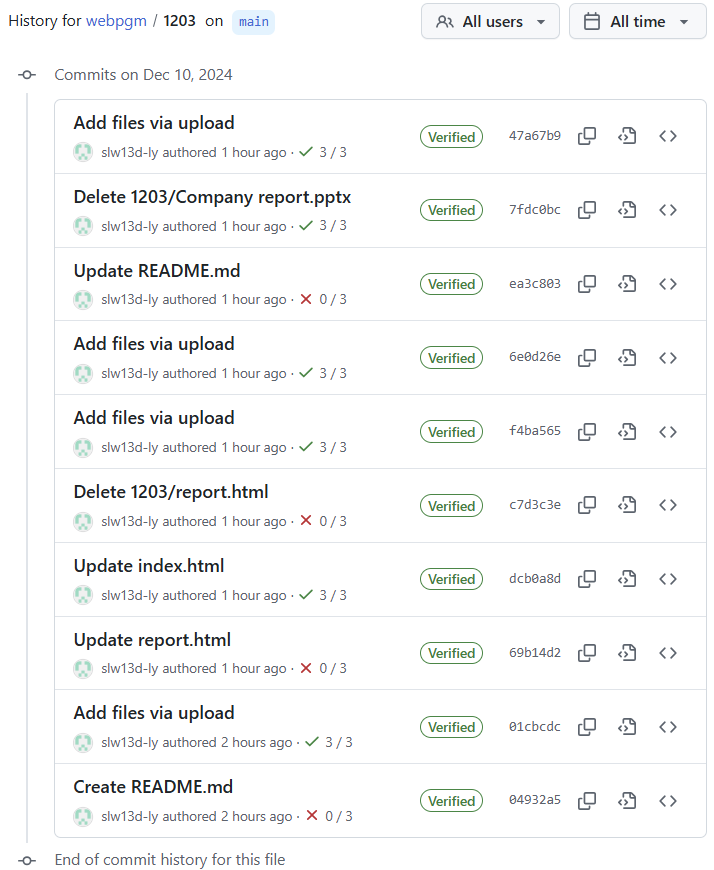 History for webpgm / 1203 on main
All users
All time
Commits on Dec 10, 2024
Add files via upload
slw13d-ly authored 1 hour ago · 3 / 3
Verified
47a67b9
Delete 1203/Company report.pptx
slw13d-ly authored 1 hour ago · 3 / 3
Verified
7fdc0bc
Update README.md
slw13d-ly authored 1 hour ago · 0 / 3
Verified
ea3c803
Add files via upload
slw13d-ly authored 1 hour ago · 3 / 3
Verified
6e0d26e
Add files via upload
slw13d-ly authored 1 hour ago · 3 / 3
Verified
f4ba565
Delete 1203/report.html
slw13d-ly authored 1 hour ago · 0 / 3
Verified
c7d3c3e
Update index.html
slw13d-ly authored 1 hour ago · 3 / 3
Verified
dcb0a8d
Update report.html
slw13d-ly authored 1 hour ago · 0 / 3
Verified
69b14d2
Add files via upload
slw13d-ly authored 2 hours ago · 3 / 3
Verified
01cbcdc
Create README.md
slw13d-ly authored 2 hours ago · 0 / 3
Verified
04932a5
End of commit history for this file